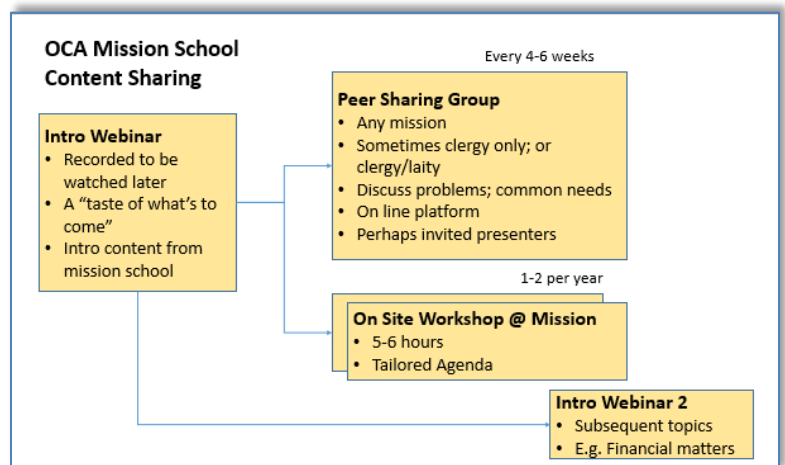 OCA Mission School
Content Sharing
Every 4-6 weeks
Intro Webinar
• Recorded to be
watched later
• A “taste of what’s to
come”
• Intro content from
mission school
Peer Sharing Group
• Any mission
• Sometimes clergy only; or
clergy/laity
• Discuss problems; common needs
• On line platform
• Perhaps invited presenters
1-2 per year
On Site Workshop @ Mission
• 5-6 hours
• Tailored Agenda
Intro Webinar 2
• Subsequent topics
• E.g. Financial matters